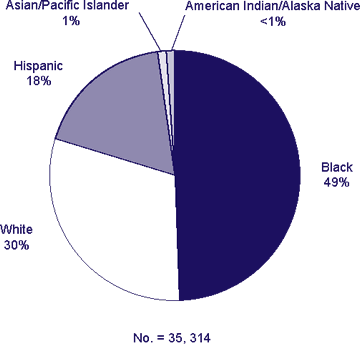 Asian/Pacific Islander
1%
American Indian/Alaska Native
<1%
Hispanic
18%
Black
49%
White
30%
No. = 35, 314